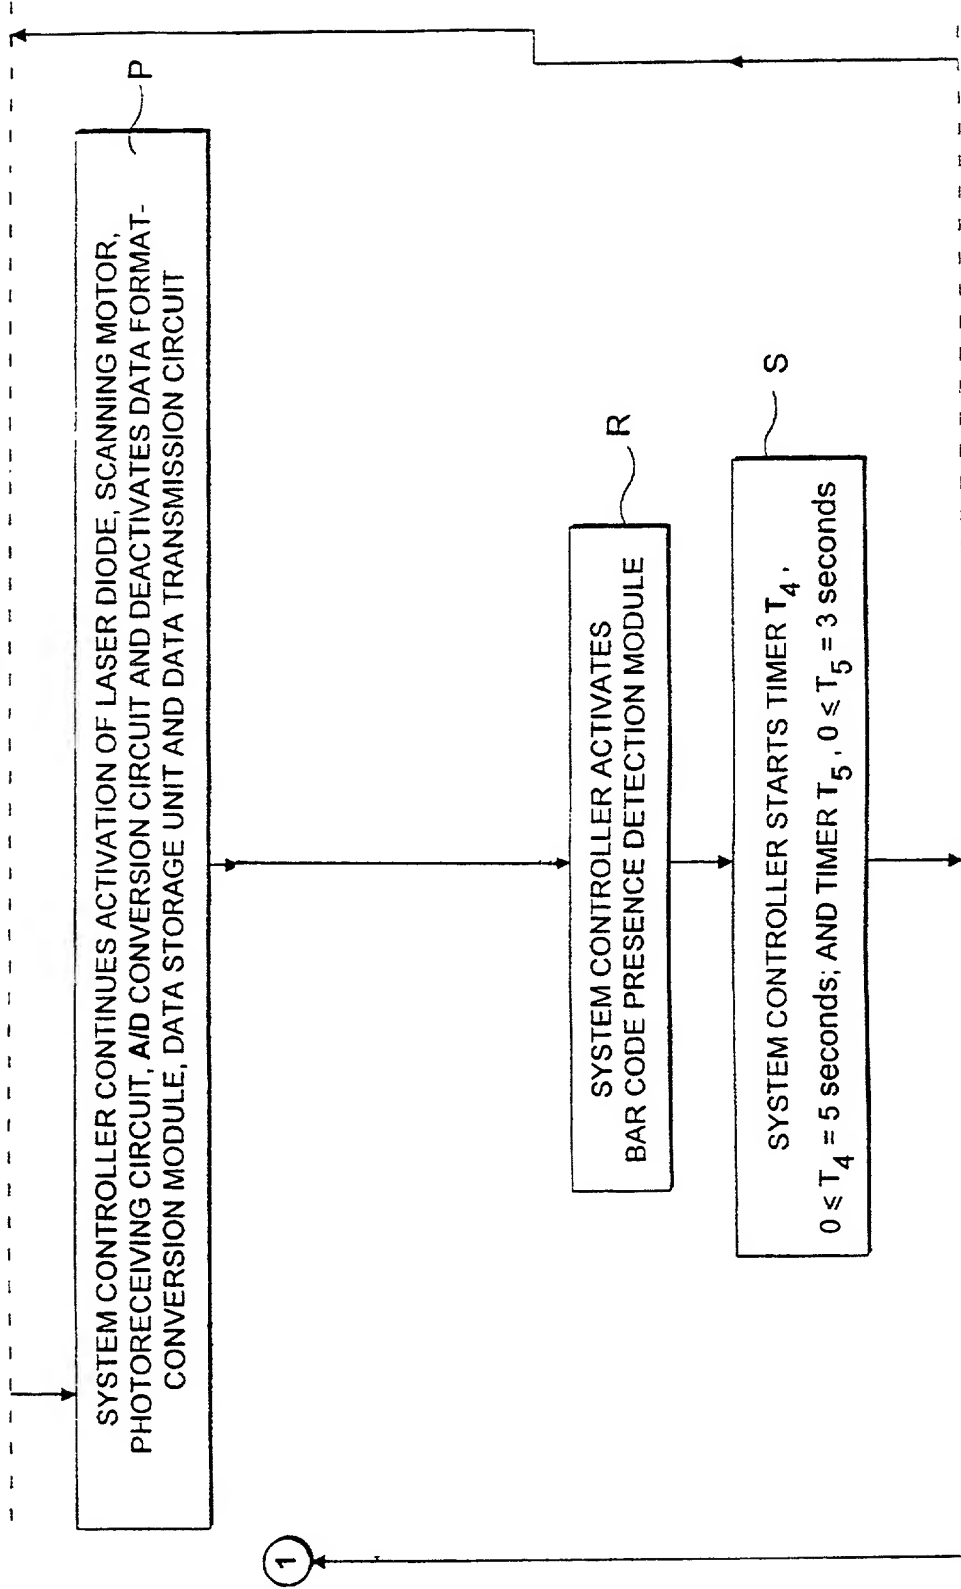 SYSTEM CONTROLLER CONTINUES ACTIVATION OF LASER DIODE, SCANNING MOTOR,
PHOTORECEIVING CIRCUIT, A/D CONVERSION CIRCUIT AND DEACTIVATES DATA FORMAT-
CONVERSION MODULE, DATA STORAGE UNIT AND DATA TRANSMISSION CIRCUIT
P
SYSTEM CONTROLLER ACTIVATES
BAR CODE PRESENCE DETECTION MODULE
R
SYSTEM CONTROLLER STARTS TIMER T4,
0 ≤ T4 = 5 seconds; AND TIMER T5, 0 ≤ T5 = 3 seconds
S
1